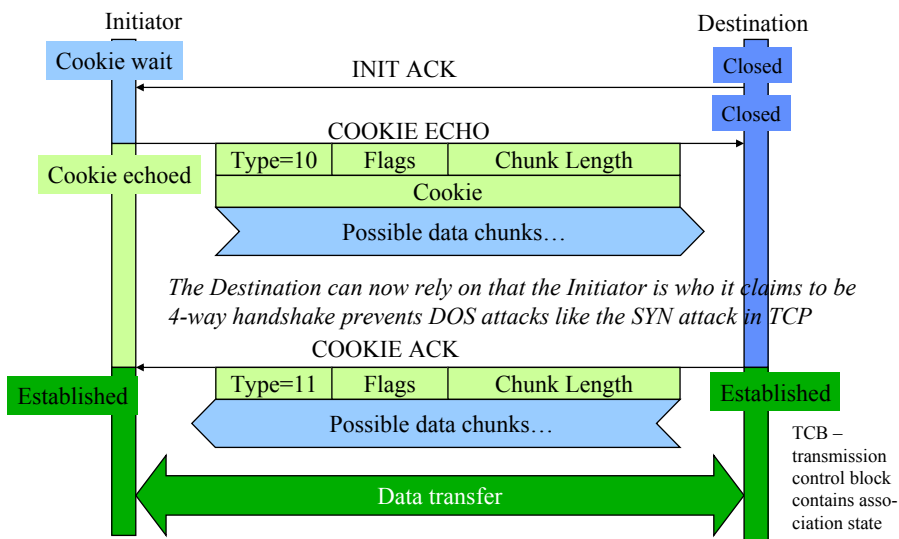 Initiator
Destination
Cookie wait
INIT ACK
Closed
Closed
COOKIE ECHO
Type=10 Flags Chunk Length
Cookie echoed
Cookie
Possible data chunks…
The Destination can now rely on that the Initiator is who it claims to be
4-way handshake prevents DOS attacks like the SYN attack in TCP
COOKIE ACK
Type=11 Flags Chunk Length
Established
Established
Possible data chunks…
TCB –
transmission
control block
contains asso-
ciation state
Data transfer